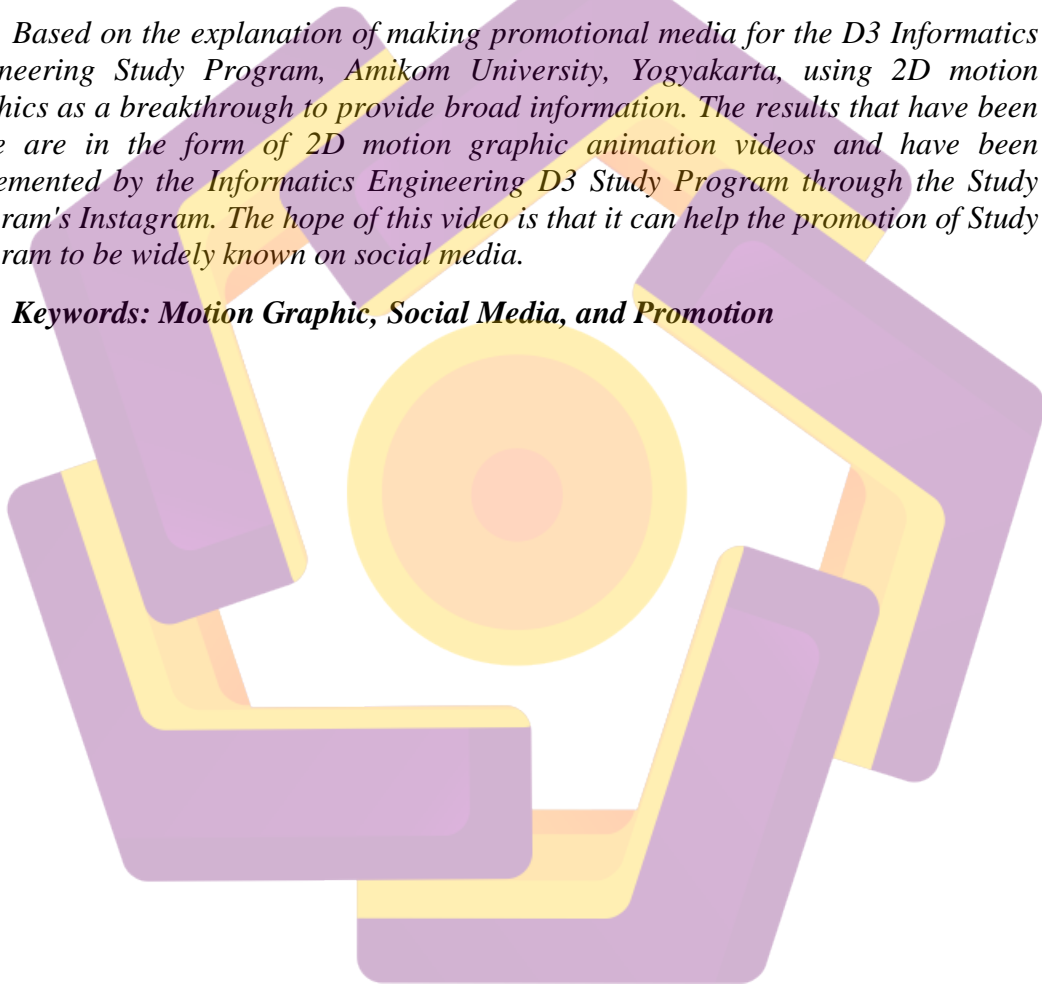 Based on the explanation of making promotional media for the D3 Informatics
neering Study Program, Amikom University, Yogyakarta, using 2D motion
hics as a breakthrough to provide broad information. The results that have been
e are in the form of 2D motion graphic animation videos and have been
emented by the Informatics Engineering D3 Study Program through the Study
ram's Instagram. The hope of this video is that it can help the promotion of Study
ram to be widely known on social media.
Keywords: Motion Graphic, Social Media, and Promotion